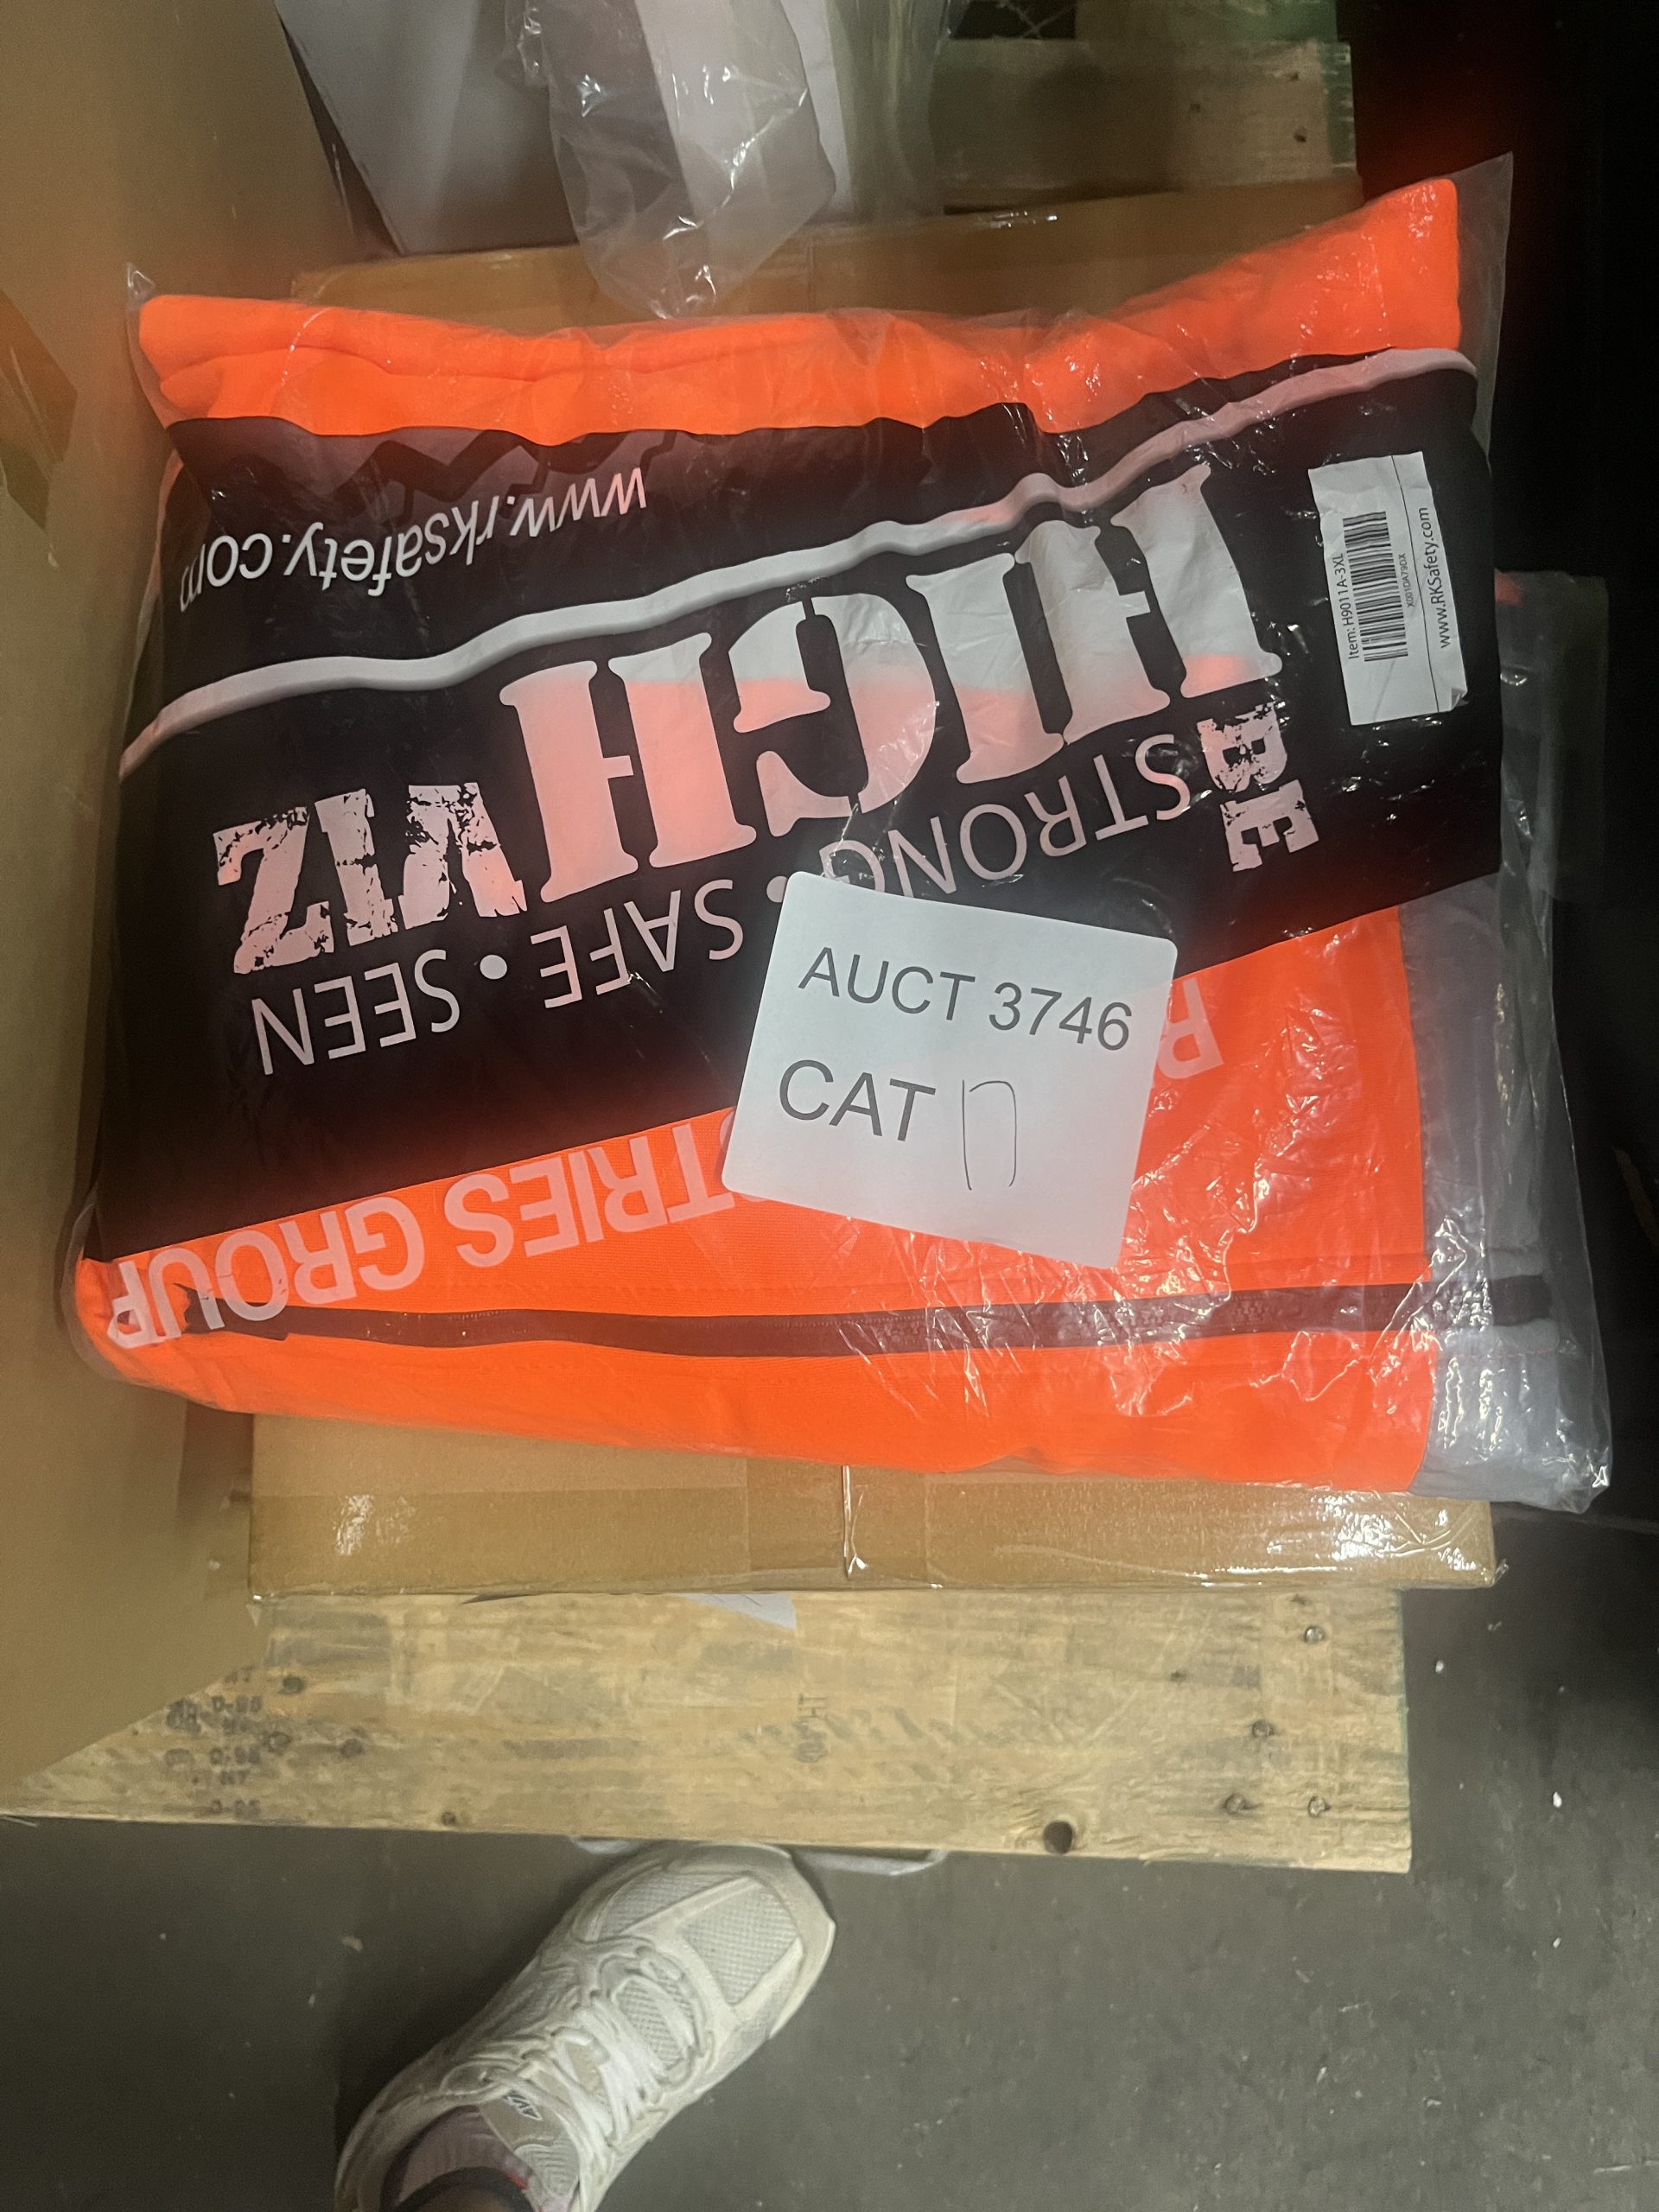 www.rksafety.com
HIGH VIZ
BE
STRONG • SAFE • SEEN
Item: H9011A-3XL
X001DA79DX
www.RKSafety.com
AUCT 3746
CAT
GROUP